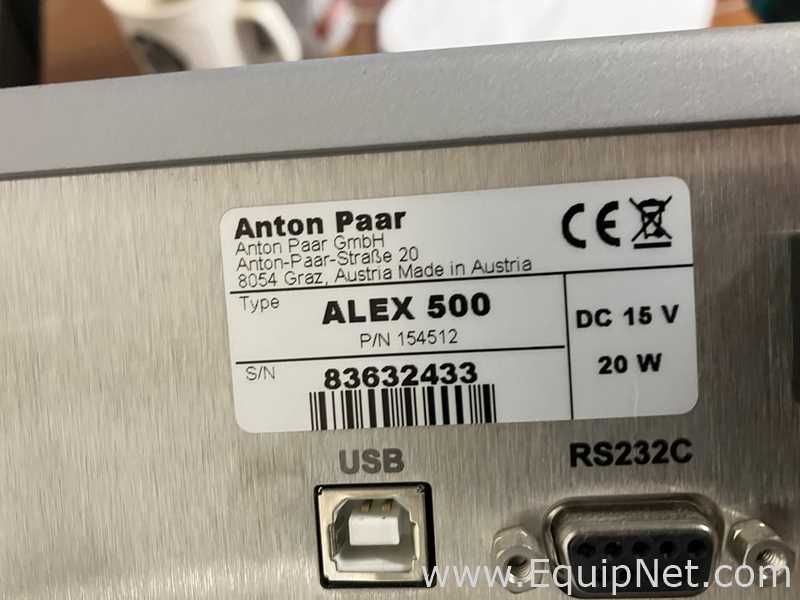 Anton Paar
Anton Paar GmbH
Anton-Paar-Straße 20
8054 Graz, Austria Made in Austria
CE
Type
ALEX 500
P/N 154512
DC 15 V
20 W
S/N
83632433
USB
RS232C
www.EquipNet.com